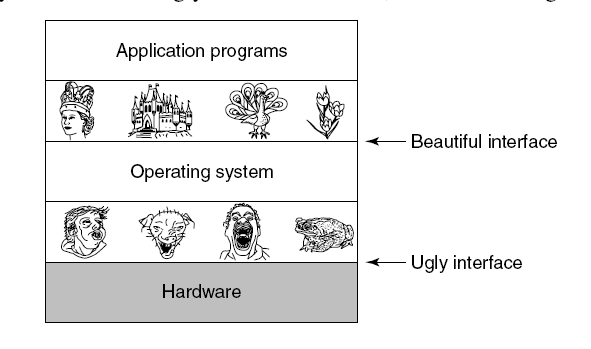 Application programs
Beautiful interface
Operating system
Ugly interface
Hardware